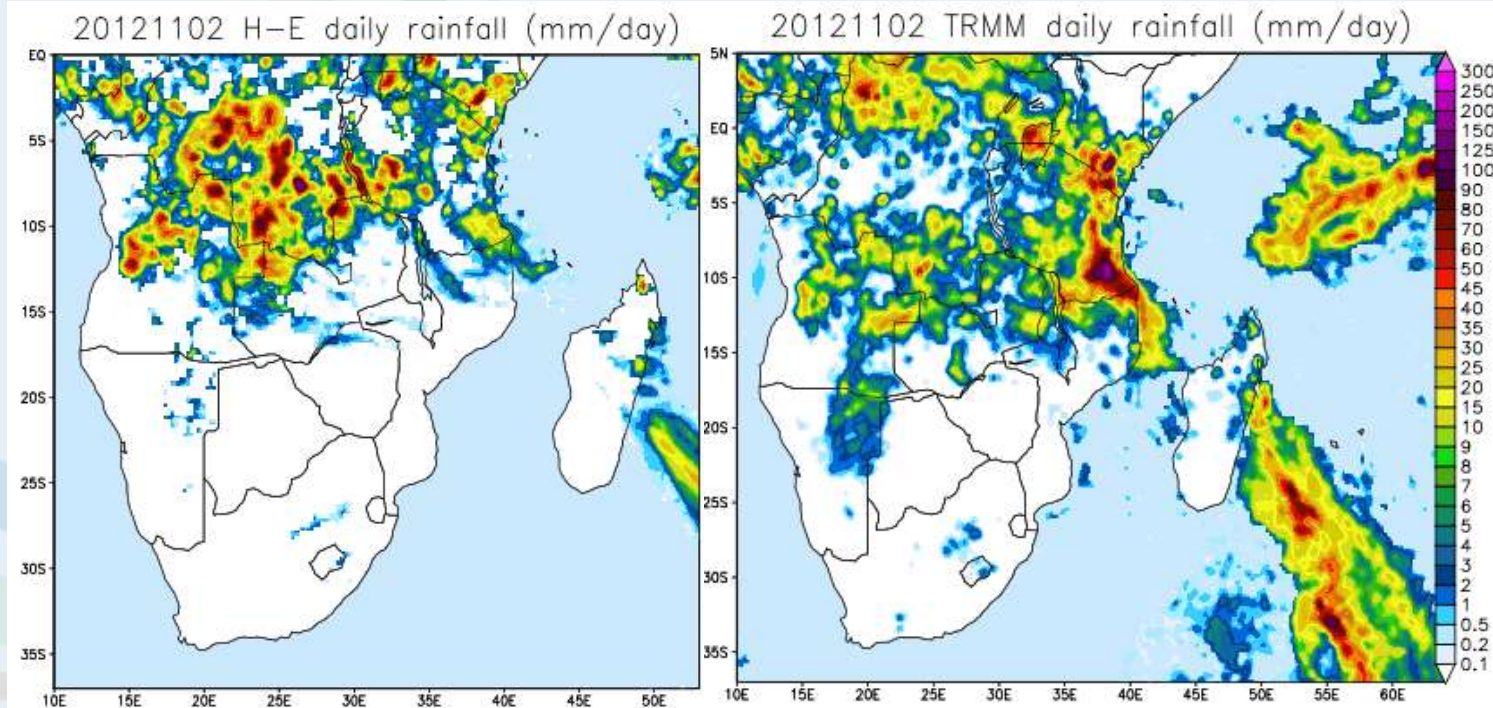 20121102 H-E daily rainfall (mm/day)
EQ
5S
10S
15S
20S
25S
30S
35S
10E 15E 20E 25E 30E 35E 40E 45E 50E
20121102 TRMM daily rainfall (mm/day)
5N
EQ
5S
10S
15S
20S
25S
30S
35S
10E 15E 20E 25E 30E 35E 40E 45E 50E 55E 60E
300
250
200
150
125
100
90
80
70
60
50
45
40
35
30
25
20
15
10
9
8
7
6
5
4
3
2
1
0.5
0.2
0.1